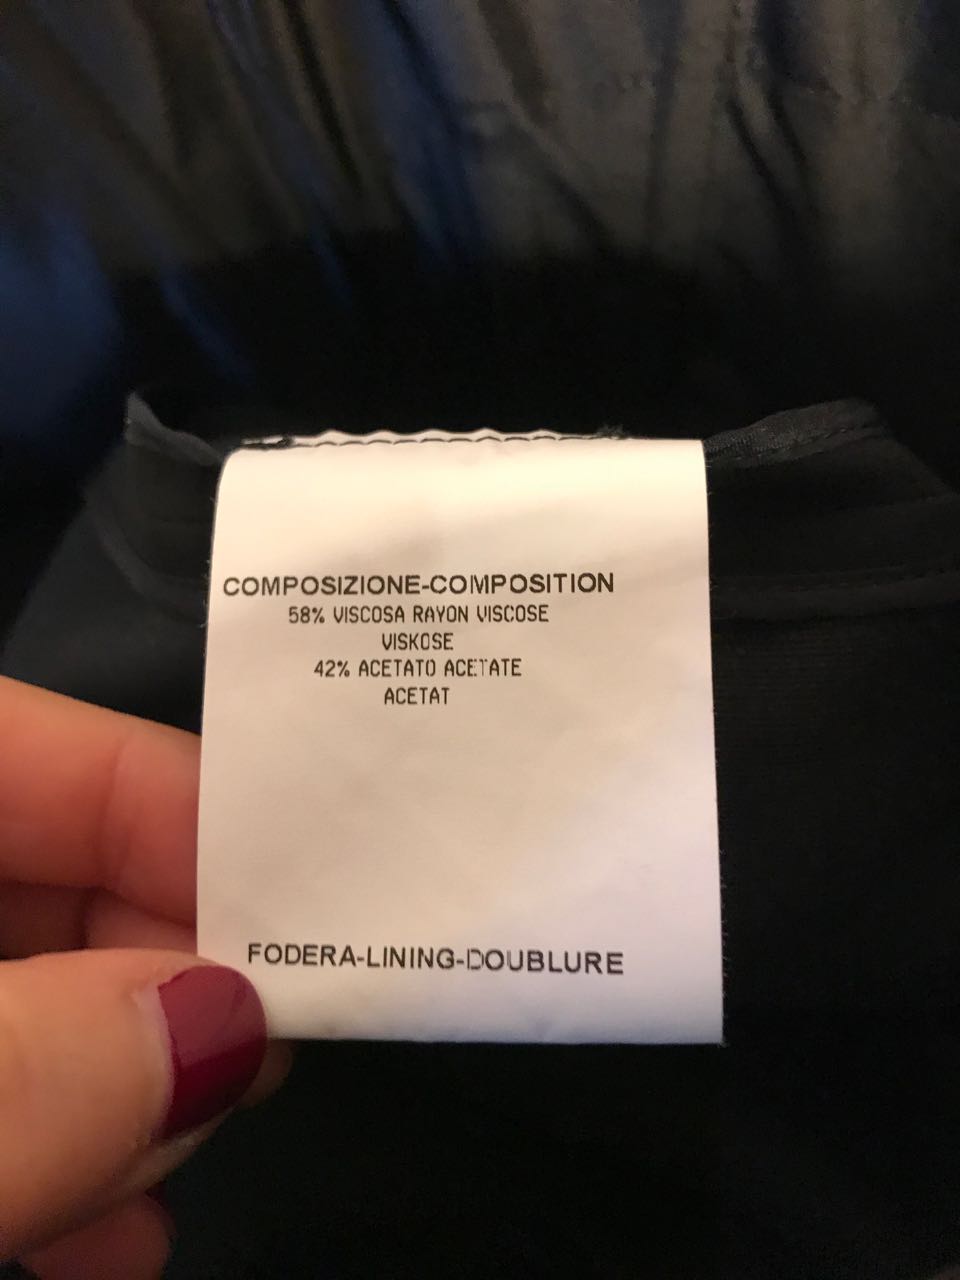 COMPOSIZIONE-COMPOSITION
58% VISCOSA RAYON VISCOSE
VISKOSE
42% ACETATO ACETATE
ACETAT
FODERA-LINING-DOUBLURE